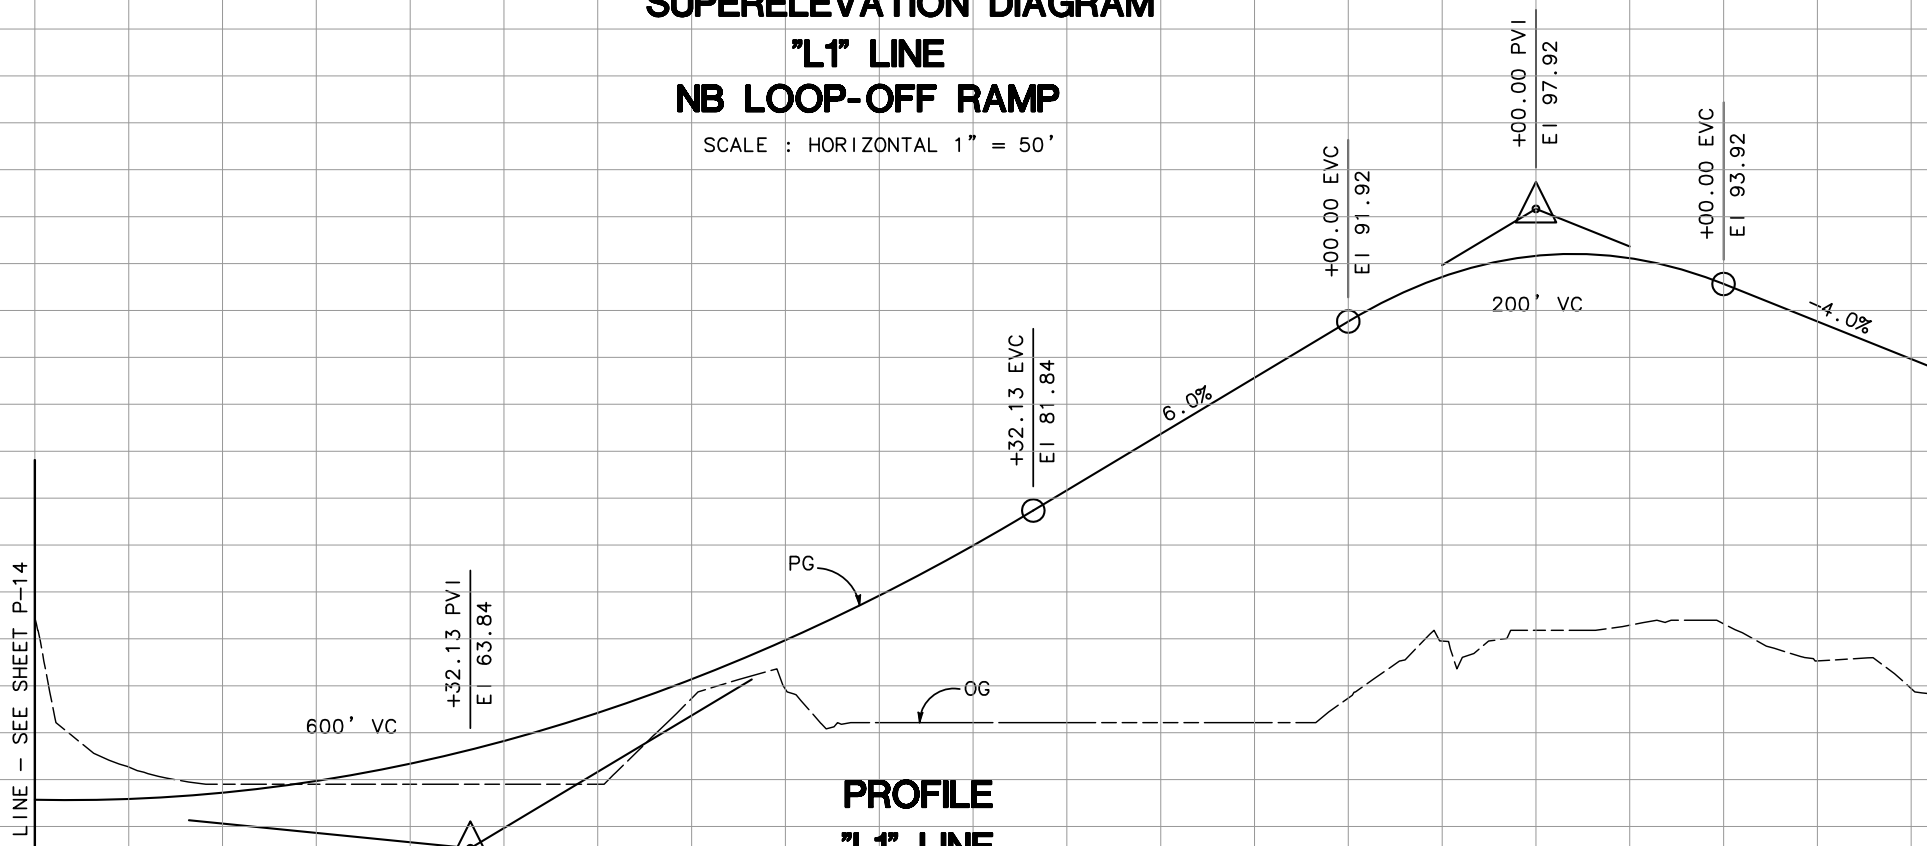 SUPERELEVATION DIAGRAM
"L1" LINE
NB LOOP-OFF RAMP
SCALE : HORIZONTAL 1" = 50'
+00.00 PVI
El 97.92
+00.00 EVC
El 93.92
+00.00 EVC
El 91.92
200' VC
-4.0%
+32.13 EVC
El 81.84
6.0%
PG
+32.13 PVI
El 63.84
OG
600' VC
LINE - SEE SHEET P-14
PROFILE
"L1" LINE